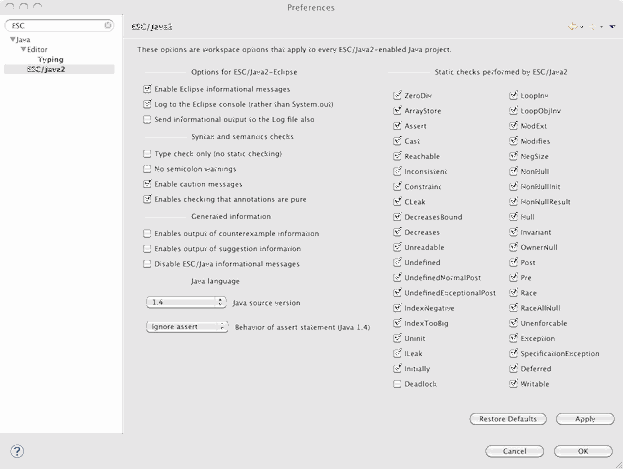 Preferences
ESC
Java
Editor
Typing
ESC/Java2
ESC/Java2
These options are workspace options that apply to every ESC/Java2-enabled Java project.
Options for ESC/Java2-Eclipse
Enable Eclipse informational messages
Log to the Eclipse console (rather than System.out)
Send informational output to the Log file also
Syntax and semantics checks
Type check only (no static checking)
No semicolon warnings
Enable caution messages
Enables checking that annotations are pure
Generated information
Enables output of counterexample information
Enables output of suggestion information
Disable ESC/Java informational messages
Java language
1.4 Java source version
Ignore assert Behavior of assert statement (Java 1.4)
Static checks performed by ESC/Java2
ZeroDiv LoopInv
ArrayStore LoopObjInv
Assert ModExt
Cast Modifies
Reachable NegSize
Inconsistent NonNull
Constraint NonNullInit
CLeak NonNullResult
DecreasesBound Null
Decreases Invariant
Unreadable OwnerNull
Undefined Post
UndefinedNormalPost Pre
UndefinedExceptionalPost Race
IndexNegative RaceAllNull
IndexTooBig Unenforcable
Uninit Exception
ILeak SpecificationException
Initially Deferred
Deadlock Writable
Restore Defaults Apply
? Cancel OK